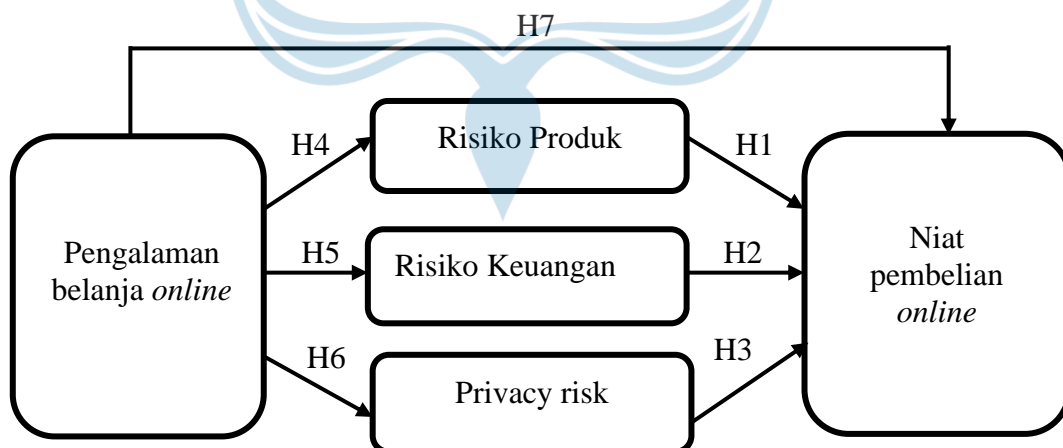 H7
H4
Risiko Produk
H1
Pengalaman
belanja online
H5
Risiko Keuangan
H2
Niat
pembelian
online
H6
Privacy risk
H3